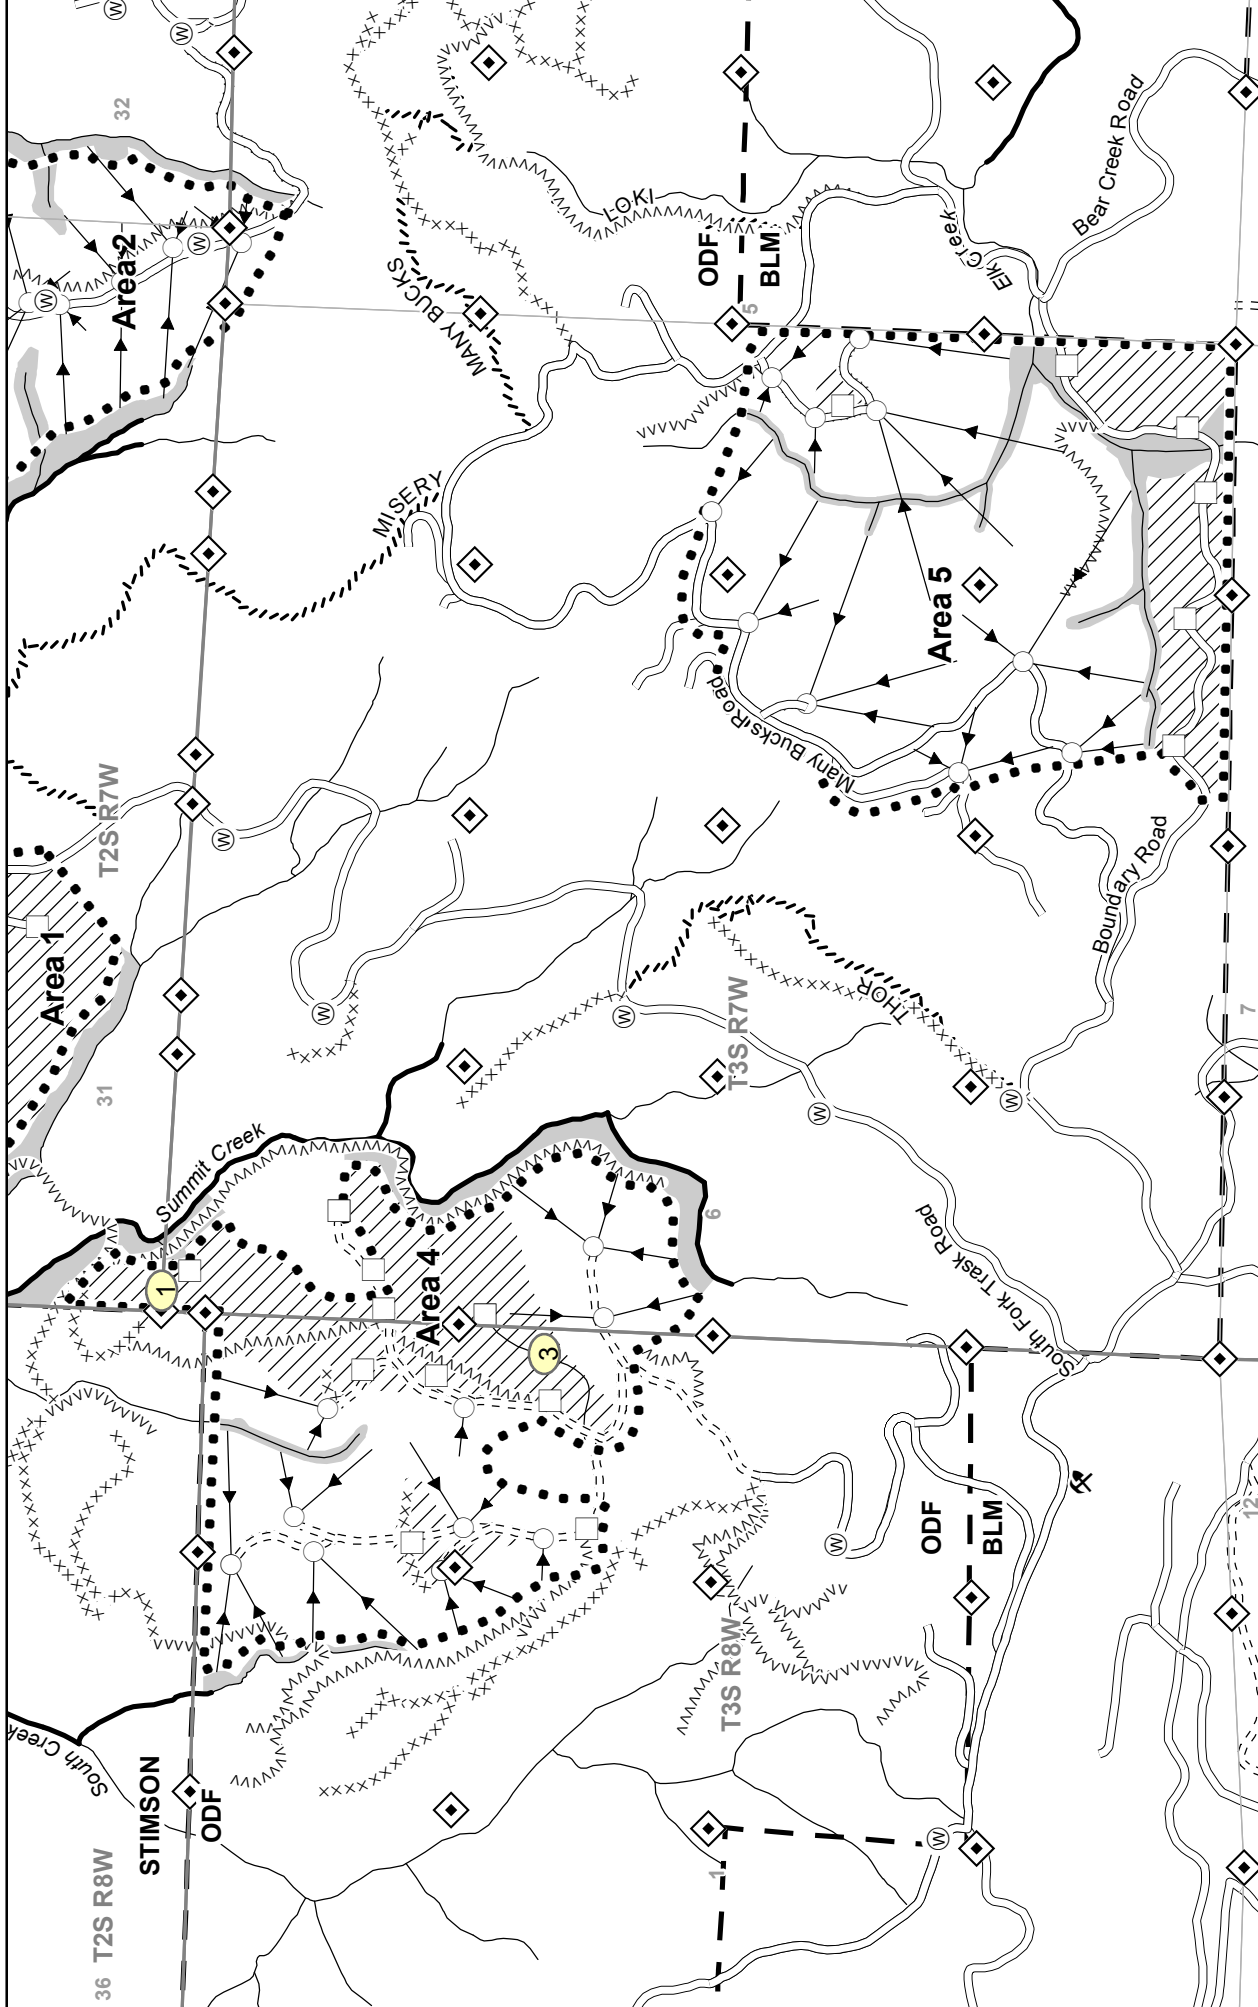 W
W
32
Area 2
W
W
LOKI
ODF
BLM
5
Elk Creek
Bear Creek Road
MANY BUCKS
MISERY
Area 5
Many Bucks Road
T2S R7W
W
Area 1
Boundary Road
W
W
THOR
T3S R7W
7
31
W
W
Summit Creek
6
1
Area 4
3
South Fork Trask Road
W
ODF
BLM
12
T3S R8W
South Creek
STIMSON
ODF
W
1
36
T2S R8W